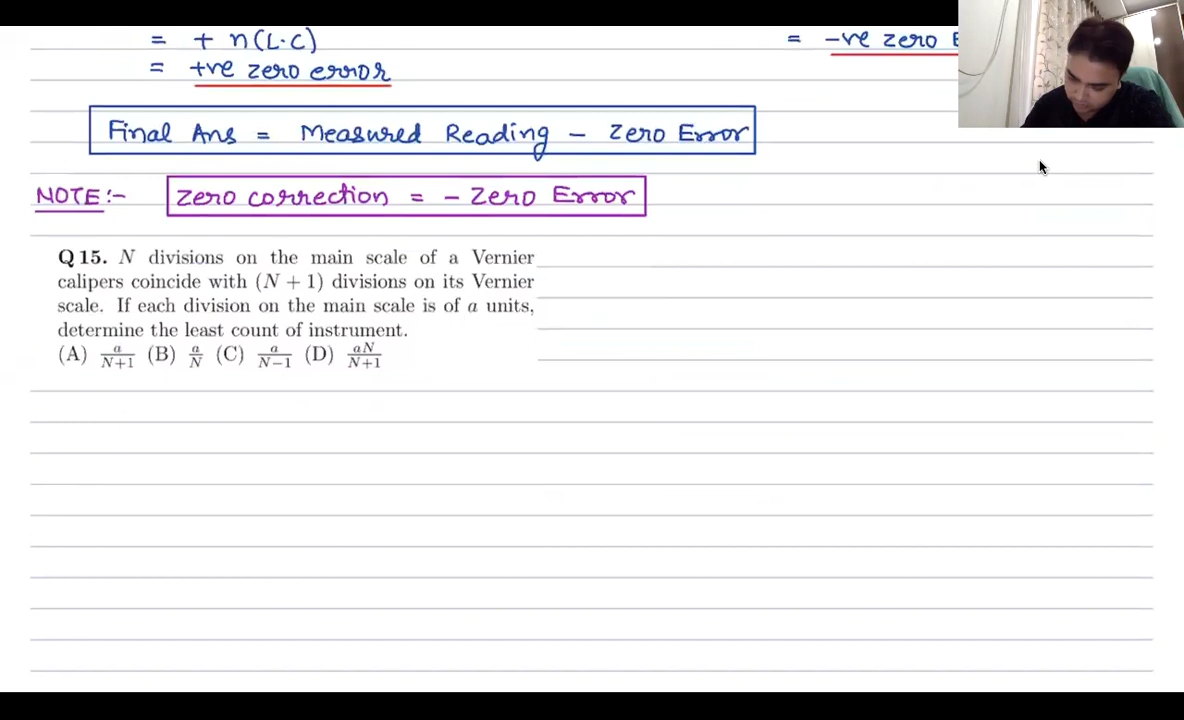 = + n(L.C)
= -ve zero
= +ve zero error
Final Ans = Measured Reading - Zero Error
NOTE:- Zero correction = - Zero Error
Q 15. N divisions on the main scale of a Vernier
calipers coincide with (N + 1) divisions on its Vernier
scale. If each division on the main scale is of a units,
determine the least count of instrument.
(A) a/N+1 (B) a/N (C) a/N−1 (D) aN/N+1